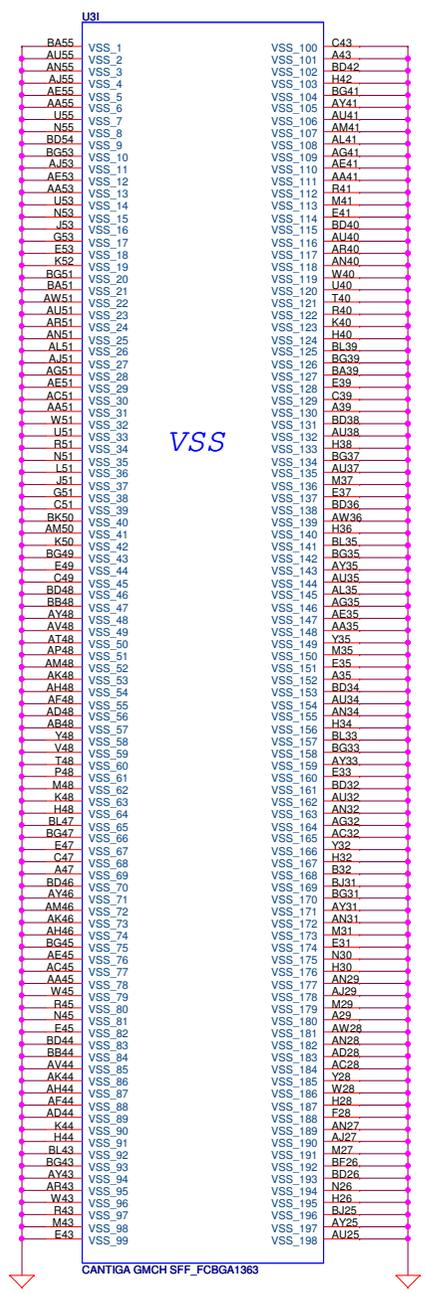 U3I
BA55 VSS_1 VSS_100 C43
AU55 VSS_2 VSS_101 A43
AN55 VSS_3 VSS_102 BD42
AJ55 VSS_4 VSS_103 H42
AE55 VSS_5 VSS_104 BG41
AA55 VSS_6 VSS_105 AY41
U55 VSS_7 VSS_106 AU41
N55 VSS_8 VSS_107 AM41
BD54 VSS_9 VSS_108 AL41
BG53 VSS_10 VSS_109 AG41
AJ53 VSS_11 VSS_110 AE41
AE53 VSS_12 VSS_111 AA41
AA53 VSS_13 VSS_112 R41
U53 VSS_14 VSS_113 M41
N53 VSS_15 VSS_114 E41
J53 VSS_16 VSS_115 BD40
G53 VSS_17 VSS_116 AU40
E53 VSS_18 VSS_117 AR40
K52 VSS_19 VSS_118 AN40
BG51 VSS_20 VSS_119 W40
BA51 VSS_21 VSS_120 U40
AW51 VSS_22 VSS_121 T40
AU51 VSS_23 VSS_122 R40
AR51 VSS_24 VSS_123 K40
AN51 VSS_25 VSS_124 H40
AL51 VSS_26 VSS_125 BL39
AJ51 VSS_27 VSS_126 BG39
AG51 VSS_28 VSS_127 BA39
AE51 VSS_29 VSS_128 E39
AC51 VSS_30 VSS_129 C39
AA51 VSS_31 VSS_130 A39
W51 VSS_32 VSS_131 BD38
U51 VSS_33 VSS_132 AU38
VSS
R51 VSS_34 VSS_133 H38
N51 VSS_35 VSS_134 BG37
L51 VSS_36 VSS_135 AU37
J51 VSS_37 VSS_136 M37
G51 VSS_38 VSS_137 E37
C51 VSS_39 VSS_138 BD36
BK50 VSS_40 VSS_139 AW36
AM50 VSS_41 VSS_140 H36
K50 VSS_42 VSS_141 BL35
BG49 VSS_43 VSS_142 BG35
E49 VSS_44 VSS_143 AY35
C49 VSS_45 VSS_144 AU35
BD48 VSS_46 VSS_145 AL35
BB48 VSS_47 VSS_146 AG35
AY48 VSS_48 VSS_147 AE35
AV48 VSS_49 VSS_148 AA35
AT48 VSS_50 VSS_149 Y35
AP48 VSS_51 VSS_150 M35
AM48 VSS_52 VSS_151 E35
AK48 VSS_53 VSS_152 A35
AH48 VSS_54 VSS_153 BD34
AF48 VSS_55 VSS_154 AU34
AD48 VSS_56 VSS_155 AN34
AB48 VSS_57 VSS_156 H34
Y48 VSS_58 VSS_157 BL33
V48 VSS_59 VSS_158 BG33
T48 VSS_60 VSS_159 AY33
P48 VSS_61 VSS_160 E33
M48 VSS_62 VSS_161 BD32
K48 VSS_63 VSS_162 AU32
H48 VSS_64 VSS_163 AN32
BL47 VSS_65 VSS_164 AG32
BG47 VSS_66 VSS_165 AC32
E47 VSS_67 VSS_166 Y32
C47 VSS_68 VSS_167 H32
A47 VSS_69 VSS_168 B32
BD46 VSS_70 VSS_169 BJ31
AY46 VSS_71 VSS_170 BG31
AM46 VSS_72 VSS_171 AY31
AK46 VSS_73 VSS_172 AN31
AH46 VSS_74 VSS_173 M31
BG45 VSS_75 VSS_174 E31
AE45 VSS_76 VSS_175 N30
AC45 VSS_77 VSS_176 H30
AA45 VSS_78 VSS_177 AN29
W45 VSS_79 VSS_178 AJ29
R45 VSS_80 VSS_179 M29
N45 VSS_81 VSS_180 A29
E45 VSS_82 VSS_181 AW28
BD44 VSS_83 VSS_182 AN28
BB44 VSS_84 VSS_183 AD28
AV44 VSS_85 VSS_184 AC28
AK44 VSS_86 VSS_185 Y28
AH44 VSS_87 VSS_186 W28
AF44 VSS_88 VSS_187 H28
AD44 VSS_89 VSS_188 F28
K44 VSS_90 VSS_189 AN27
H44 VSS_91 VSS_190 AJ27
BL43 VSS_92 VSS_191 M27
BG43 VSS_93 VSS_192 BF26
AY43 VSS_94 VSS_193 BD26
AR43 VSS_95 VSS_194 N26
W43 VSS_96 VSS_195 H26
R43 VSS_97 VSS_196 BJ25
M43 VSS_98 VSS_197 AY25
E43 VSS_99 VSS_198 AU25
CANTIGA GMCH SFF_FCBGA1363